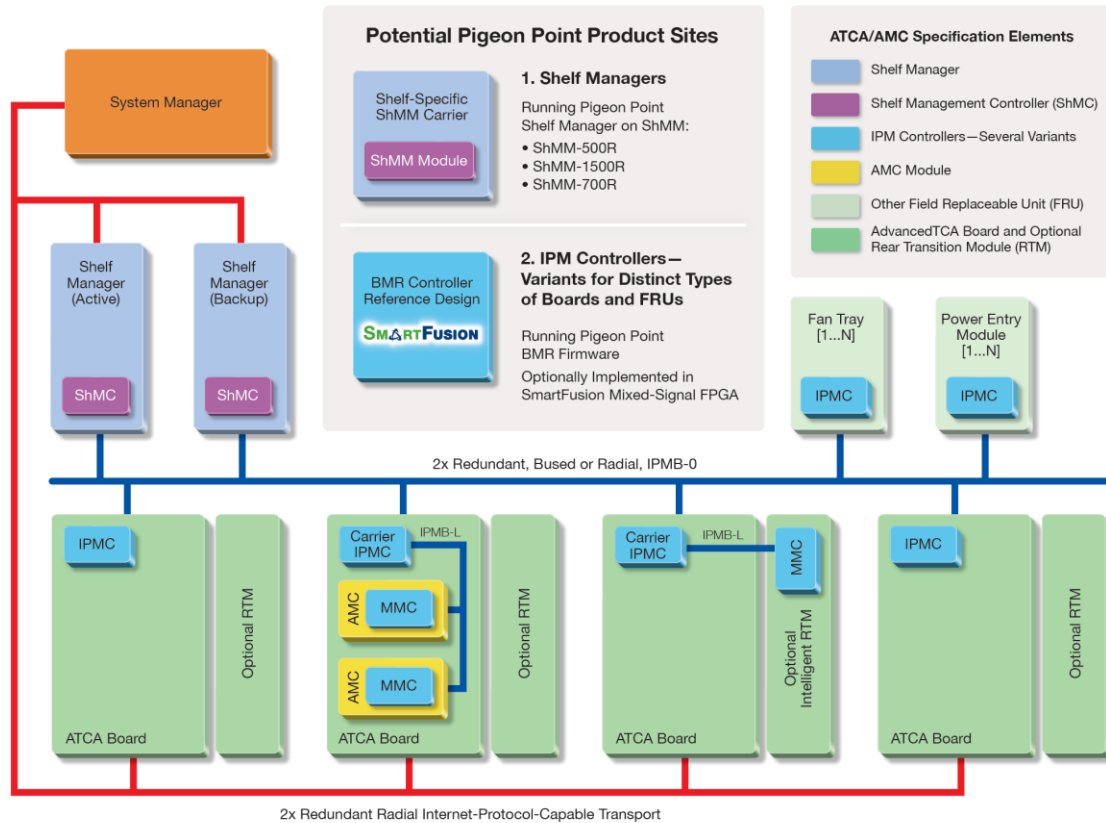 System Manager
Potential Pigeon Point Product Sites
Shelf-Specific
ShMM Carrier
ShMM Module
1. Shelf Managers
Running Pigeon Point
Shelf Manager on ShMM:
• ShMM-500R
• ShMM-1500R
• ShMM-700R
BMR Controller
Reference Design
SMARTFUSION
2. IPM Controllers—
Variants for Distinct Types
of Boards and FRUs
Running Pigeon Point
BMR Firmware
Optionally Implemented in
SmartFusion Mixed-Signal FPGA
ATCA/AMC Specification Elements
Shelf Manager
Shelf Management Controller (ShMC)
IPM Controllers—Several Variants
AMC Module
Other Field Replaceable Unit (FRU)
AdvancedTCA Board and Optional
Rear Transition Module (RTM)
Shelf
Manager
(Active)
ShMC
Shelf
Manager
(Backup)
ShMC
Fan Tray
[1...N]
IPMC
Power Entry
Module
[1...N]
IPMC
2x Redundant, Bused or Radial, IPMB-0
IPMC
ATCA Board
Optional RTM
Carrier
IPMC
IPMB-L
AMC
MMC
AMC
MMC
ATCA Board
Optional RTM
Carrier
IPMC
IPMB-L
MMC
ATCA Board
Optional
Intelligent RTM
IPMC
ATCA Board
Optional RTM
2x Redundant Radial Internet-Protocol-Capable Transport